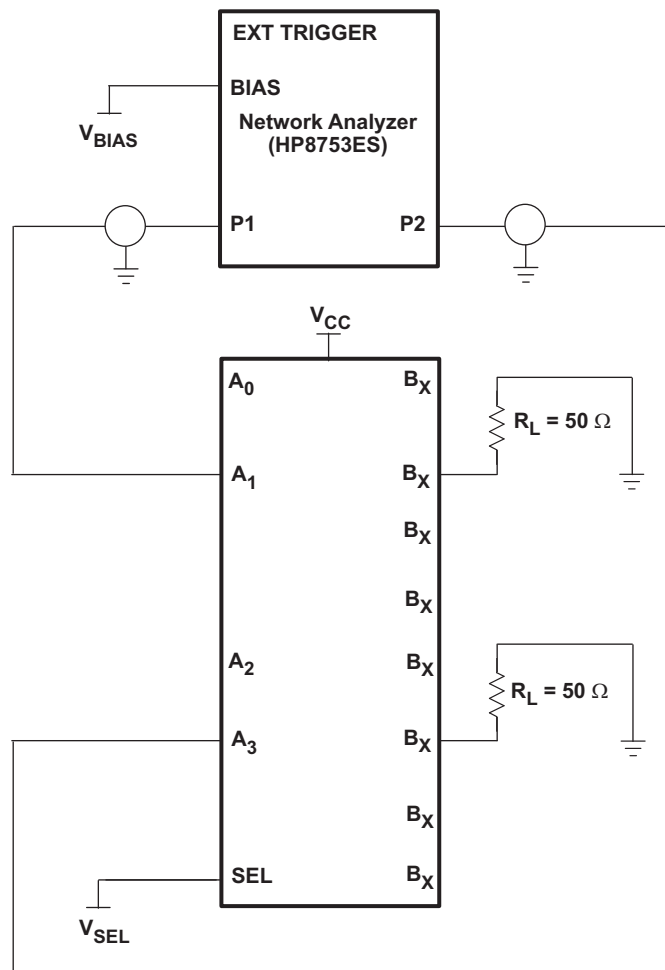 EXT TRIGGER
BIAS
V_BIAS
Network Analyzer
(HP8753ES)
P1
P2
V_CC
A_0
B_X
R_L = 50 Ω
A_1
B_X
B_X
B_X
A_2
B_X
R_L = 50 Ω
A_3
B_X
B_X
SEL
B_X
V_SEL